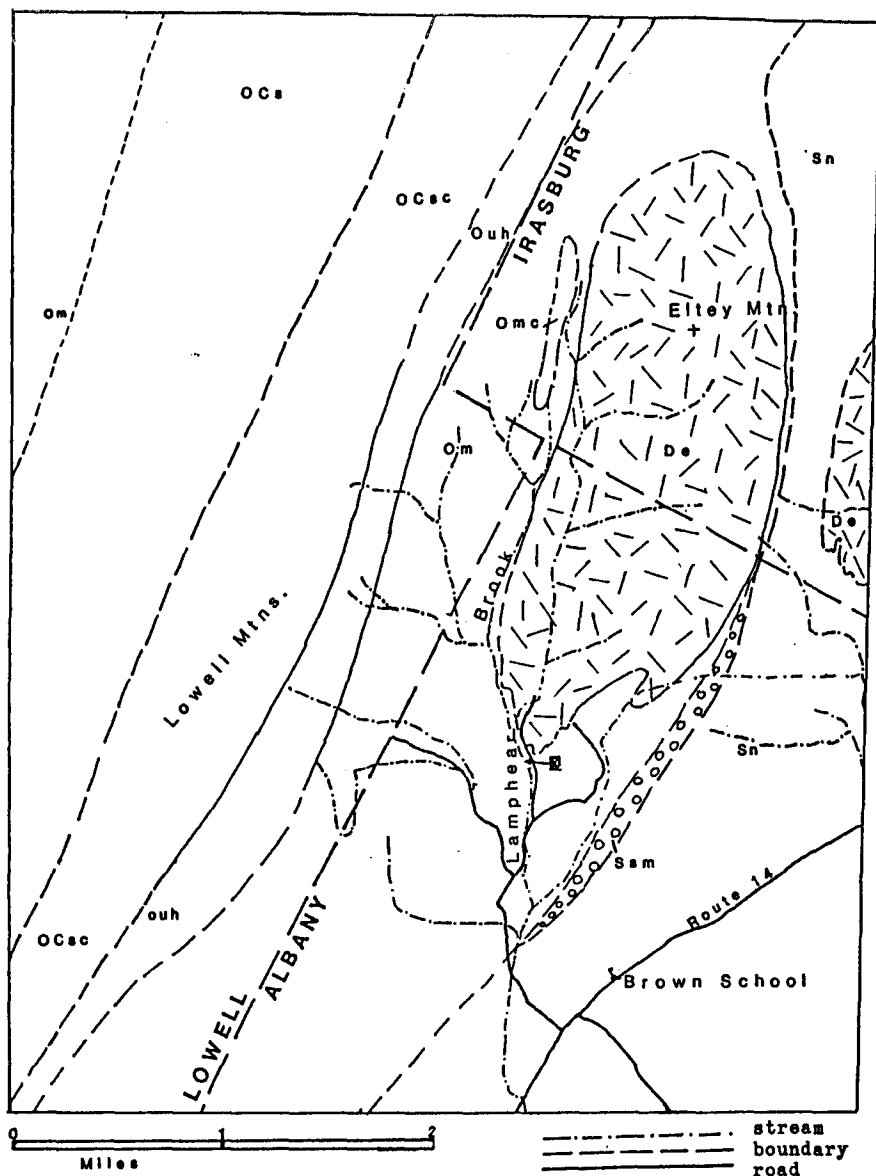 OCs
Sn
OCsc
Ouh
IRASBURG
Om
Omc
Eltey Mtn
Om
De
De
Brook
Lowell Mtns.
Lamphear
Sn
Ssm
Route 14
ouh
OCsc
Brown School
LOWELL
ALBANY
0 1 2
Miles
stream
boundary
road